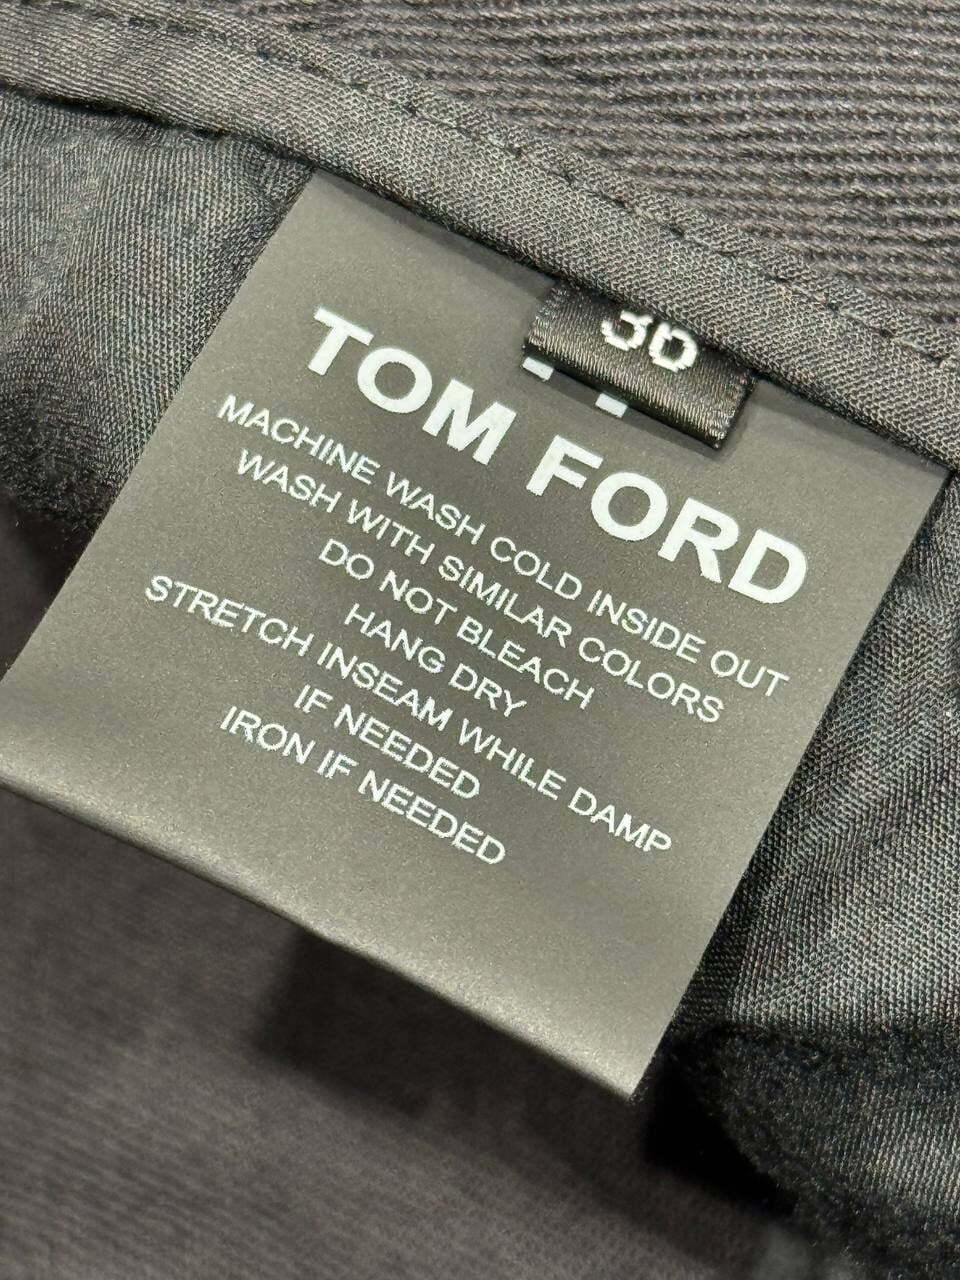 36
TOM FORD
MACHINE WASH COLD INSIDE OUT
WASH WITH SIMILAR COLORS
DO NOT BLEACH
HANG DRY
STRETCH INSEAM WHILE DAMP
IF NEEDED
IRON IF NEEDED